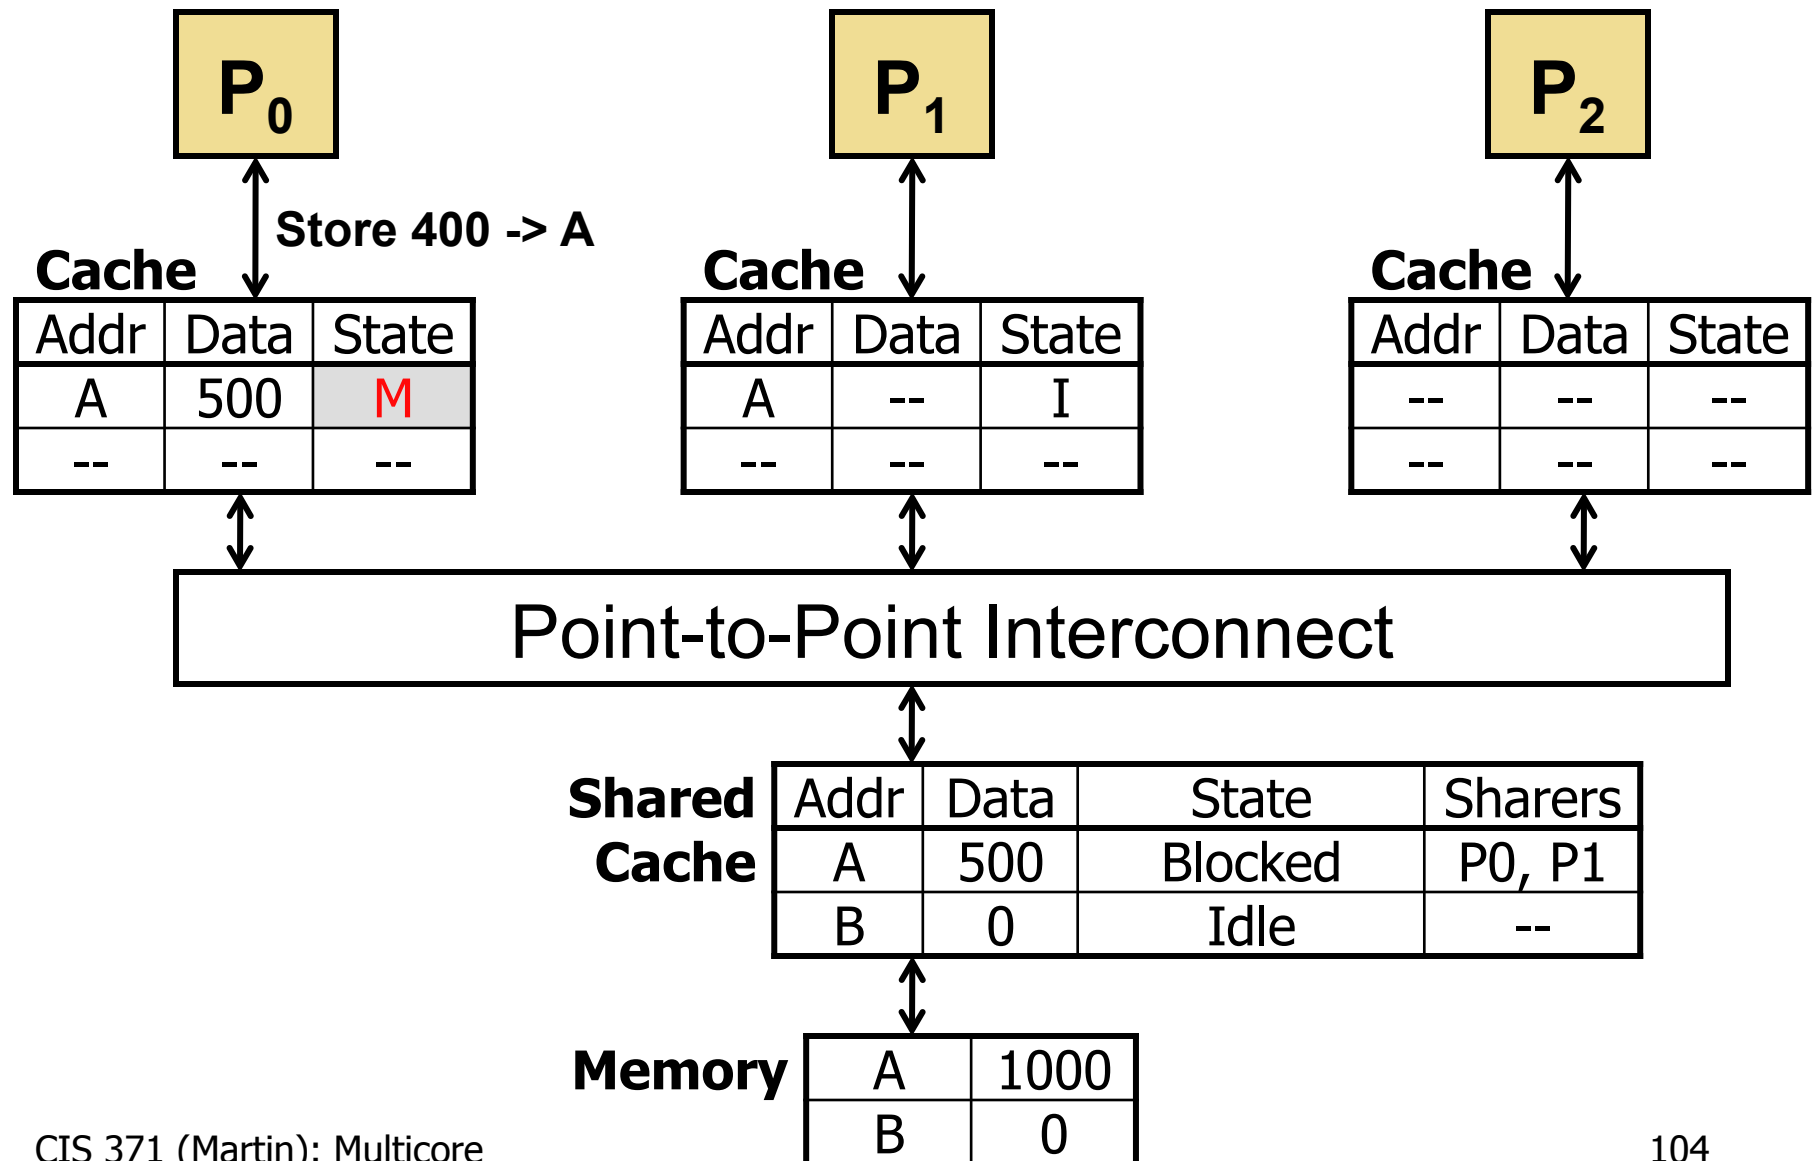 P0 P1 P2
Store 400 -> A
Cache Cache Cache
Addr Data State Addr Data State Addr Data State
A 500 M A -- I -- -- --
-- -- -- -- -- -- -- -- --
Point-to-Point Interconnect
Shared Addr Data State Sharers
Cache A 500 Blocked P0, P1
B 0 Idle --
Memory A 1000
B 0
CIS 371 (Martin): Multicore 104